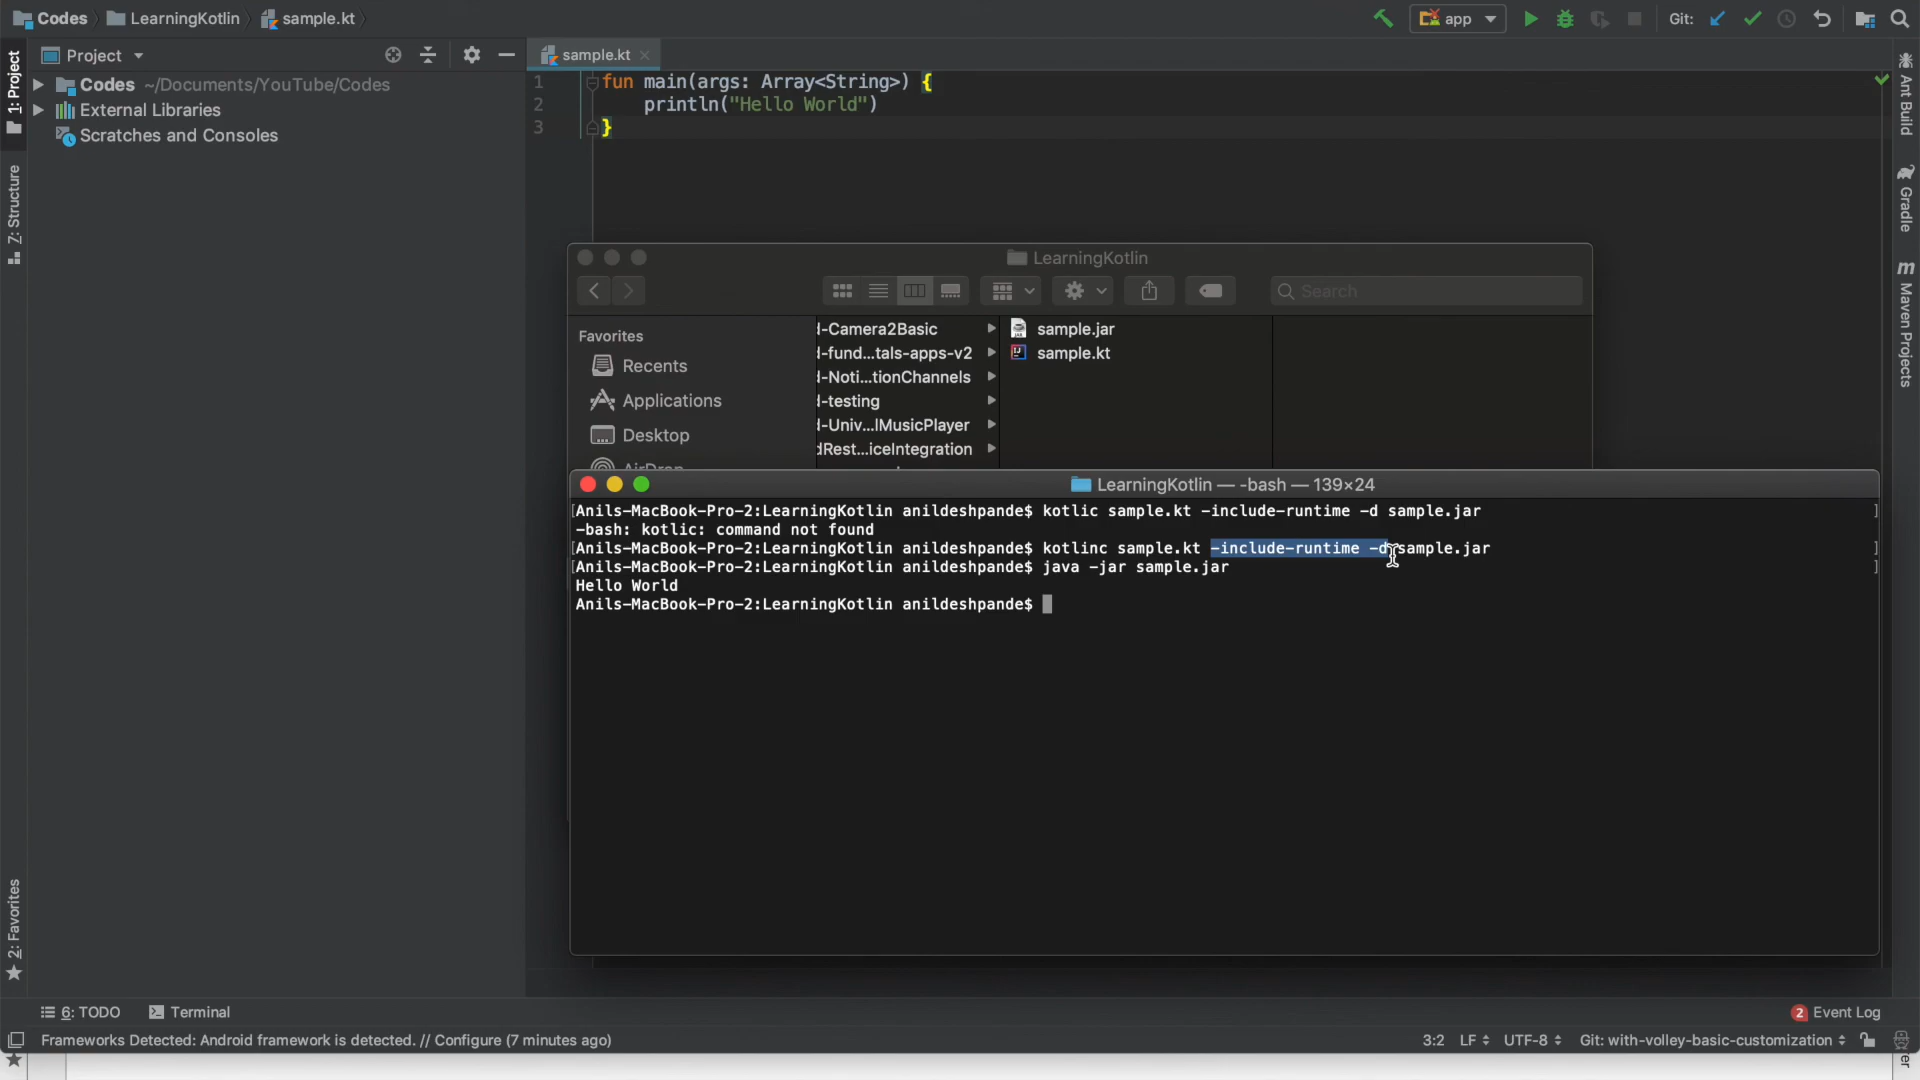 Codes LearningKotlin sample.kt
app
Git:
Project
sample.kt
Codes ~/Documents/YouTube/Codes
External Libraries
Scratches and Consoles
1: Project
Z: Structure
2: Favorites
1 fun main(args: Array<String>) {
2 println("Hello World")
3 }
Ant Build
Gradle
m Maven Projects
LearningKotlin
Search
Favorites
Recents
Applications
Desktop
AirDrop
d-Camera2Basic
d-fund...tals-apps-v2
d-Noti...tionChannels
d-testing
d-Univ...lMusicPlayer
dRest...iceIntegration
sample.jar
sample.kt
LearningKotlin — -bash — 139×24
[Anils-MacBook-Pro-2:LearningKotlin anildeshpande$ kotlic sample.kt -include-runtime -d sample.jar ]
-bash: kotlic: command not found
[Anils-MacBook-Pro-2:LearningKotlin anildeshpande$ kotlinc sample.kt -include-runtime -d sample.jar ]
[Anils-MacBook-Pro-2:LearningKotlin anildeshpande$ java -jar sample.jar ]
Hello World
Anils-MacBook-Pro-2:LearningKotlin anildeshpande$
6: TODO
Terminal
2 Event Log
Frameworks Detected: Android framework is detected. // Configure (7 minutes ago)
3:2 LF UTF-8 Git: with-volley-basic-customization